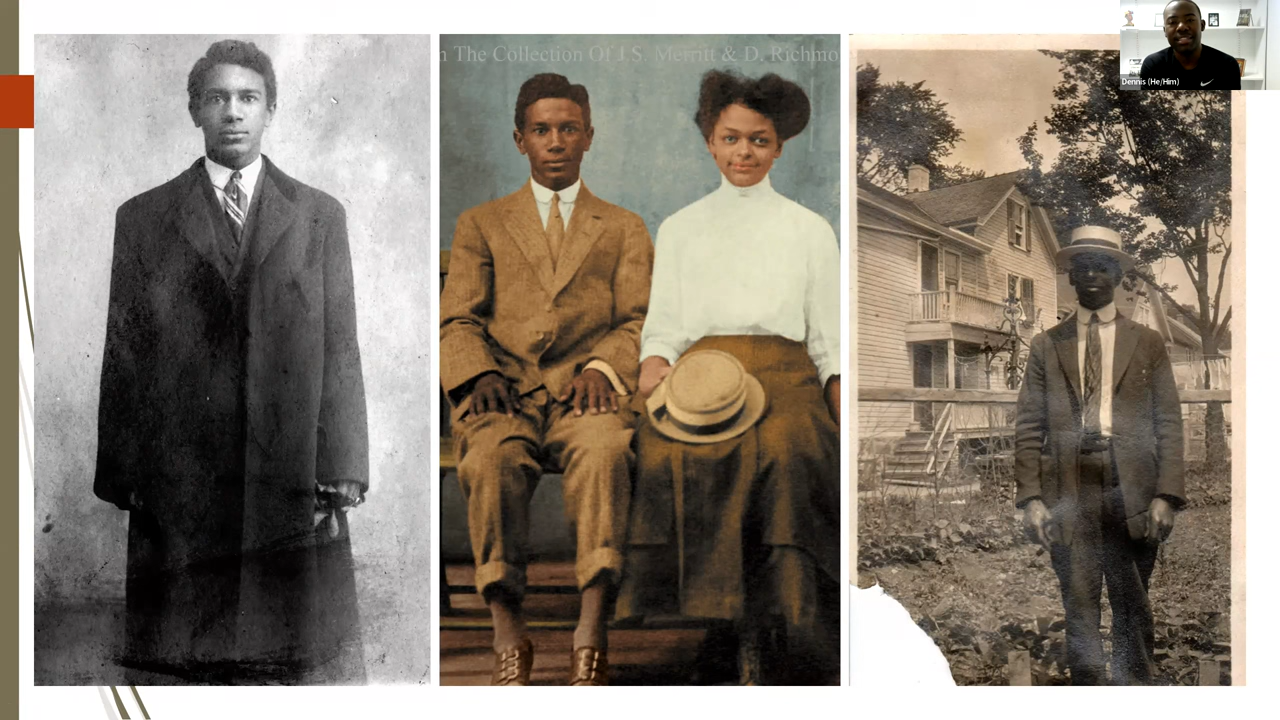 The Collection Of J.S. Merritt & D. Richmo
Dennis (He/Him)